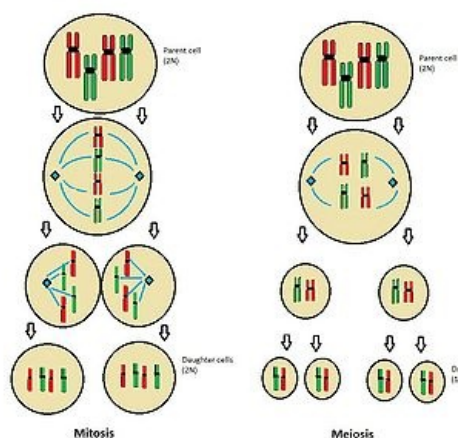 Parent cell
(2N)
Parent cell
(2N)
Daughter cells
(2N)
Mitosis
Meiosis